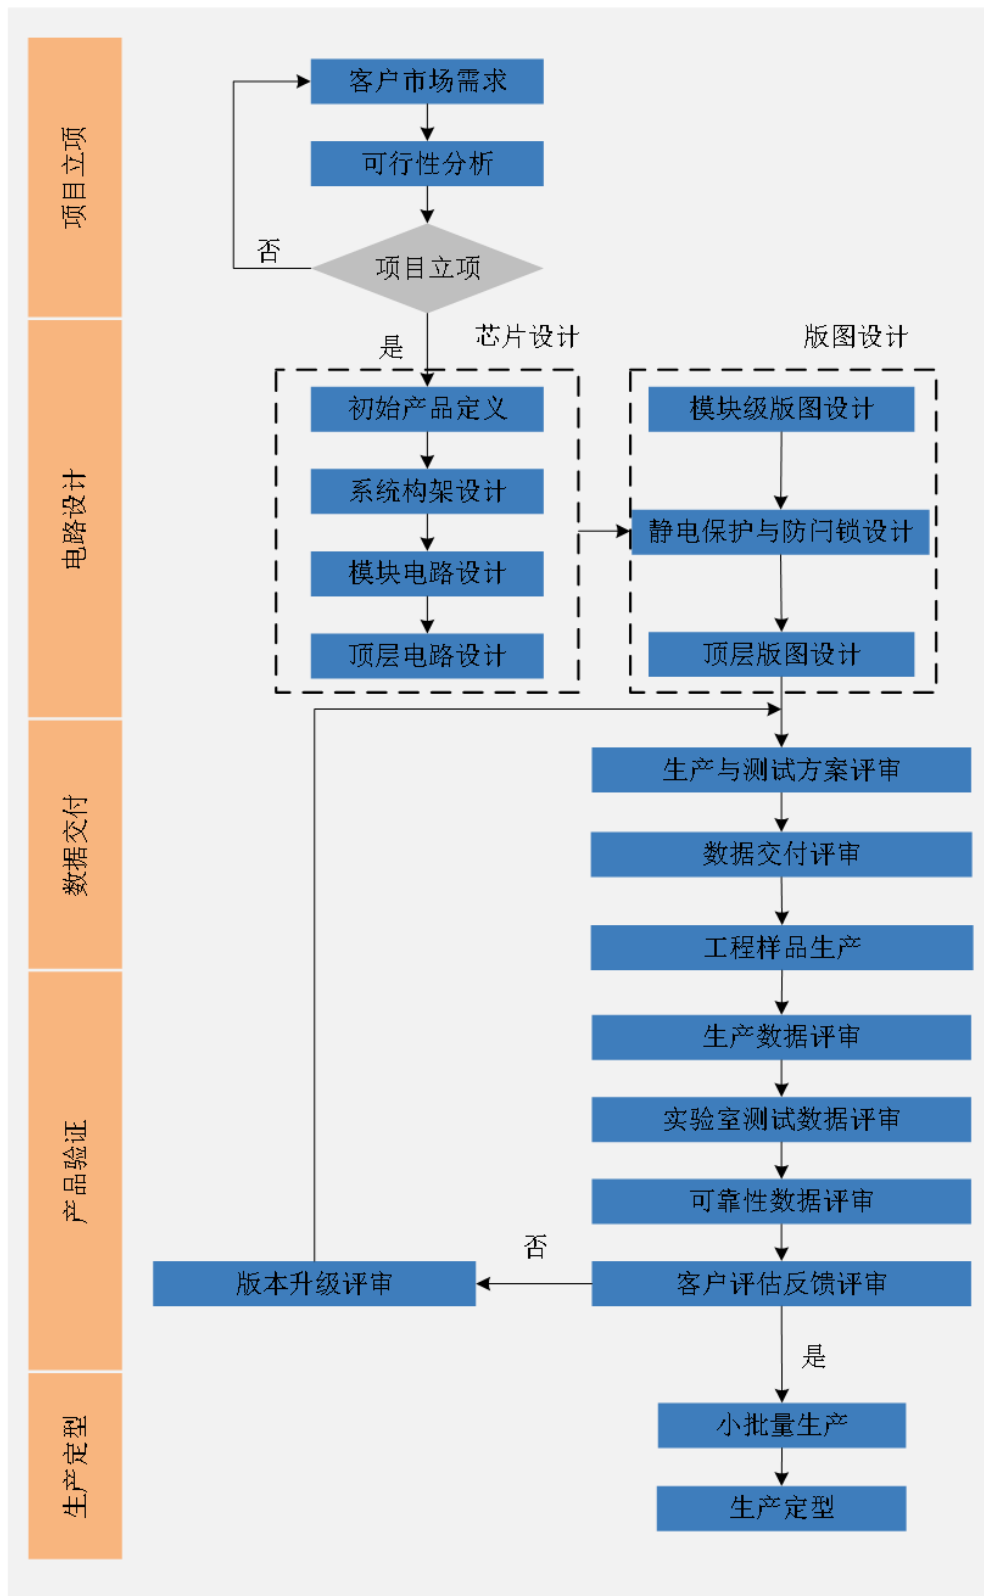 项目立项
客户市场需求
可行性分析
否
项目立项
是
电路设计
芯片设计
版图设计
初始产品定义
系统构架设计
模块电路设计
顶层电路设计
模块级版图设计
静电保护与防闩锁设计
顶层版图设计
数据交付
生产与测试方案评审
数据交付评审
工程样品生产
产品验证
生产数据评审
实验室测试数据评审
可靠性数据评审
否
版本升级评审
客户评估反馈评审
是
生产定型
小批量生产
生产定型